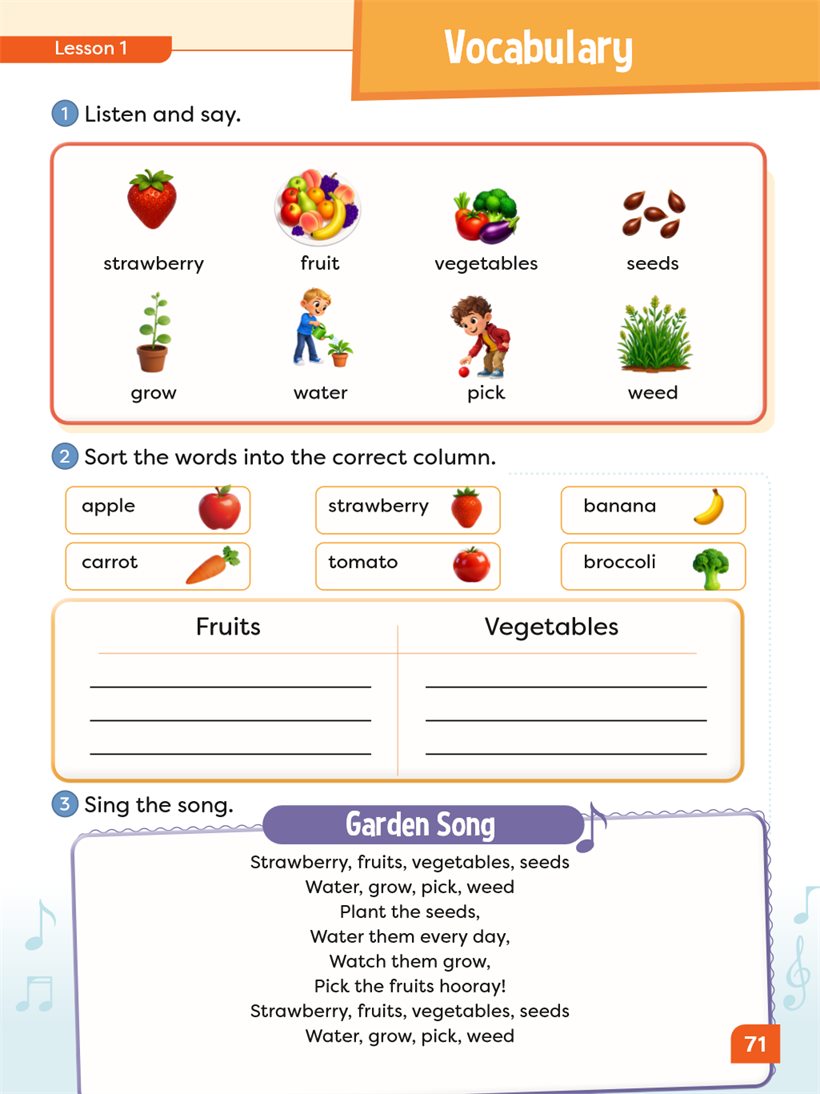 Lesson 1
Vocabulary
1 Listen and say.
strawberry fruit vegetables seeds
grow water pick weed
2 Sort the words into the correct column.
apple strawberry banana
carrot tomato broccoli
Fruits Vegetables
3 Sing the song.
Garden Song
Strawberry, fruits, vegetables, seeds
Water, grow, pick, weed
Plant the seeds,
Water them every day,
Watch them grow,
Pick the fruits hooray!
Strawberry, fruits, vegetables, seeds
Water, grow, pick, weed
71